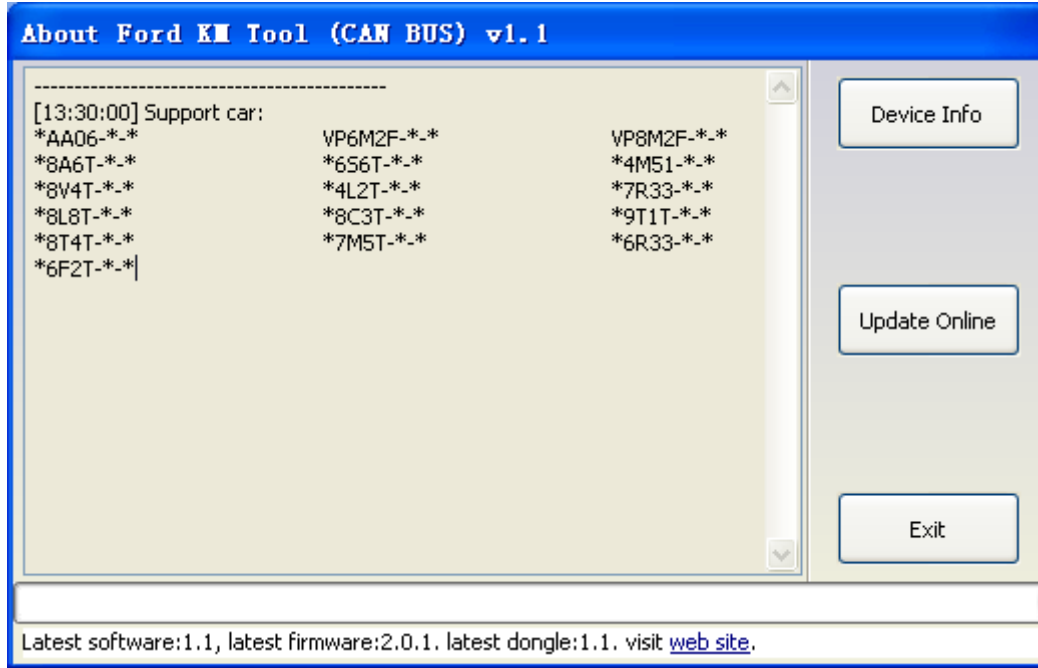 About Ford KM Tool (CAN BUS) v1.1
--------------------------------------------
[13:30:00] Support car:
*AA06-*-* VP6M2F-*-* VP8M2F-*-*
*8A6T-*-* *6S6T-*-* *4M51-*-*
*8V4T-*-* *4L2T-*-* *7R33-*-*
*8L8T-*-* *8C3T-*-* *9T1T-*-*
*8T4T-*-* *7M5T-*-* *6R33-*-*
*6F2T-*-*
Device Info
Update Online
Exit
Latest software:1.1, latest firmware:2.0.1. latest dongle:1.1. visit web site.